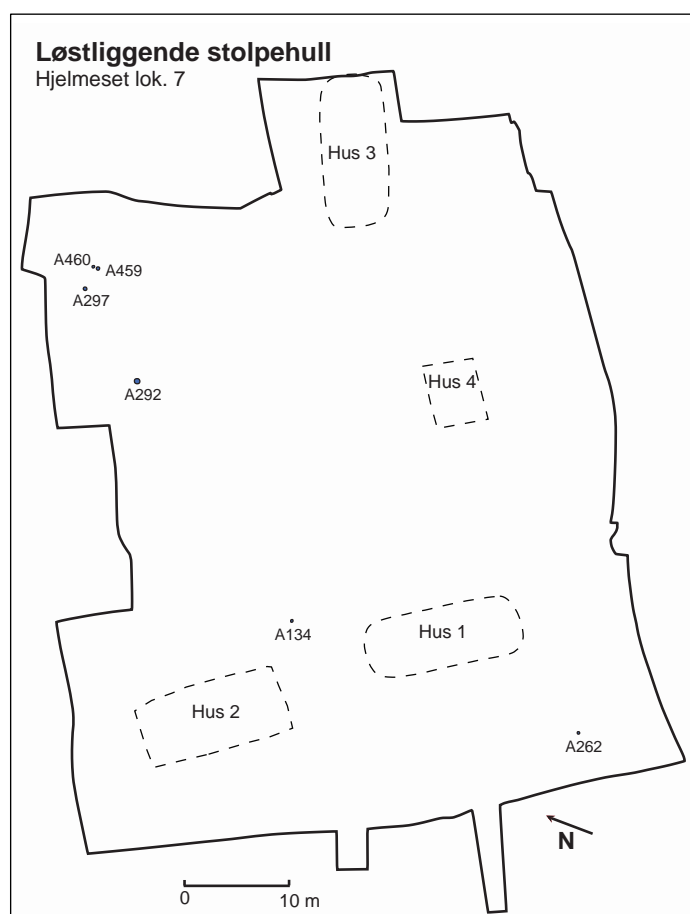 Løstliggende stolpehull
Hjelmeset lok. 7
Hus 3
A460
A459
A297
Hus 4
A292
Hus 1
A134
Hus 2
A262
N
0 10 m